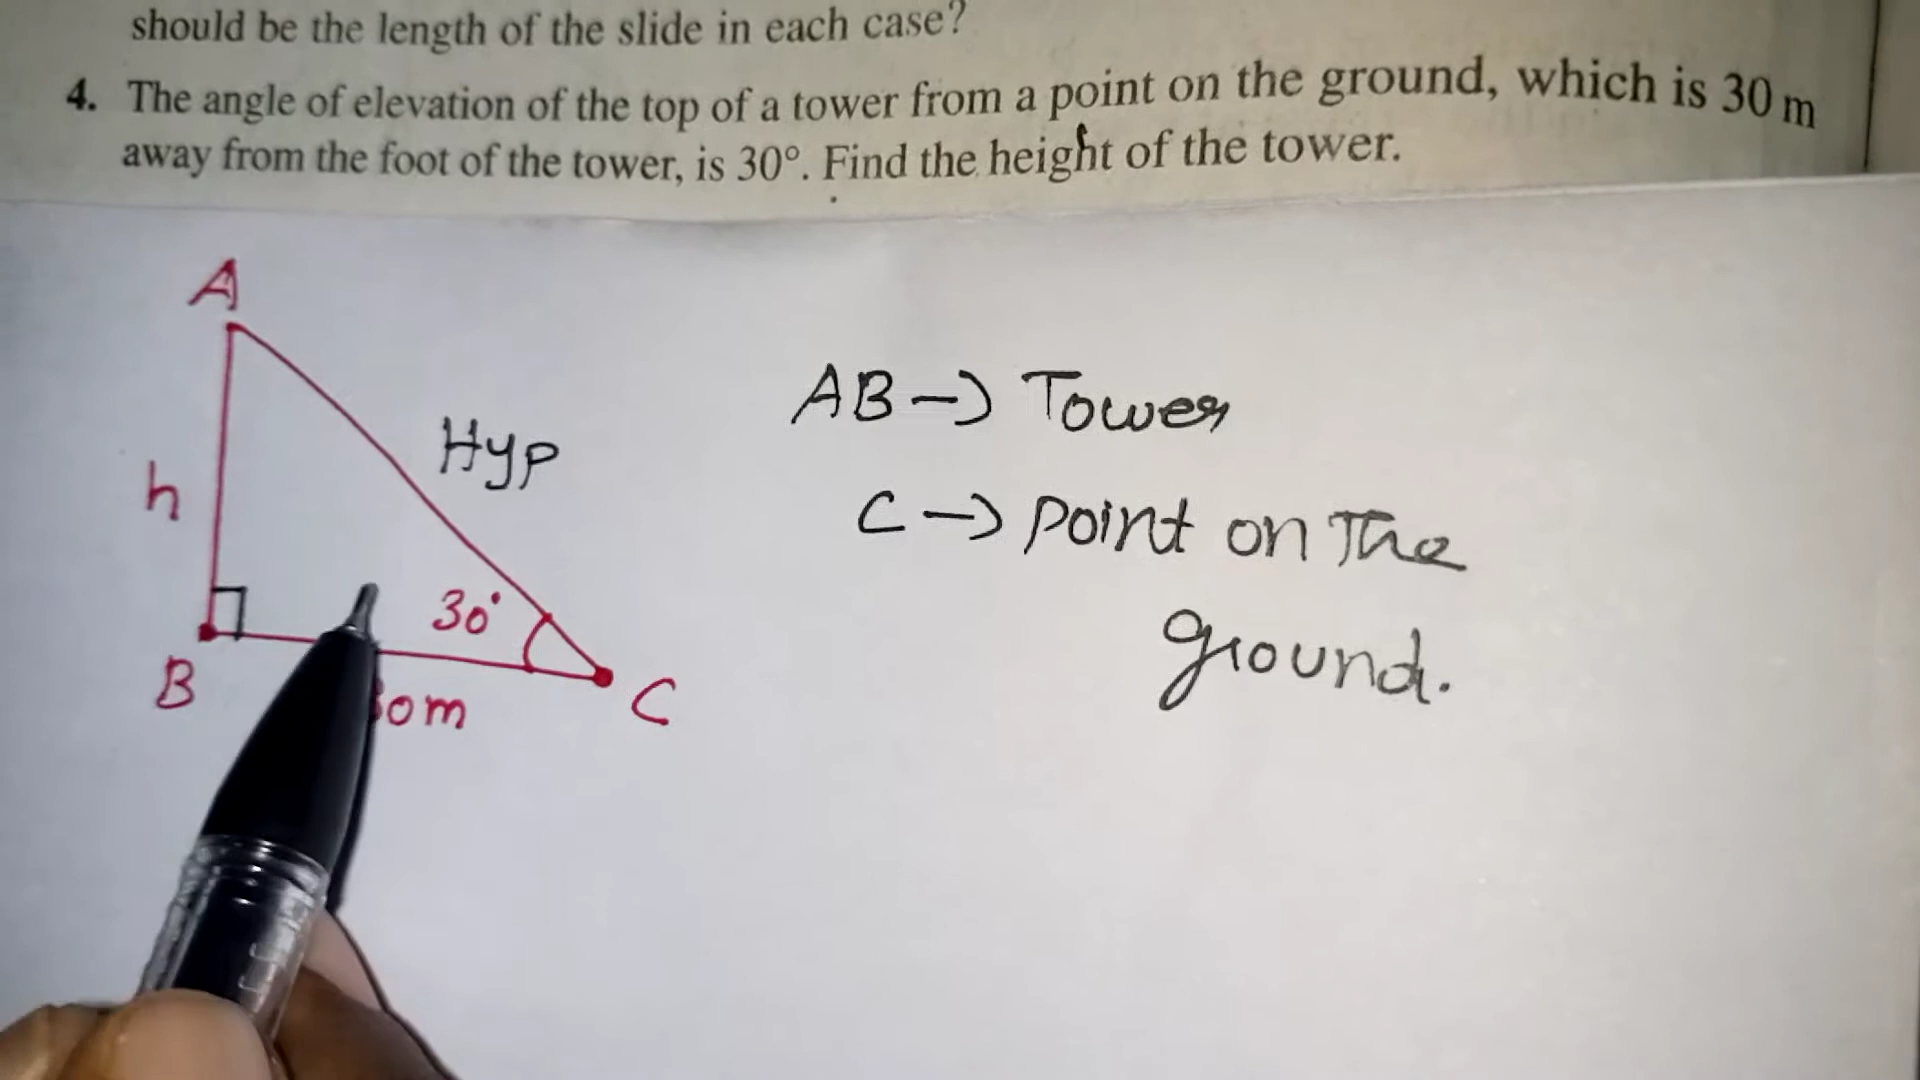 should be the length of the slide in each case?
4. The angle of elevation of the top of a tower from a point on the ground, which is 30 m
away from the foot of the tower, is 30°. Find the height of the tower.
A
AB → Tower
Hyp
h
C → point on The
30°
ground.
B
C
0m